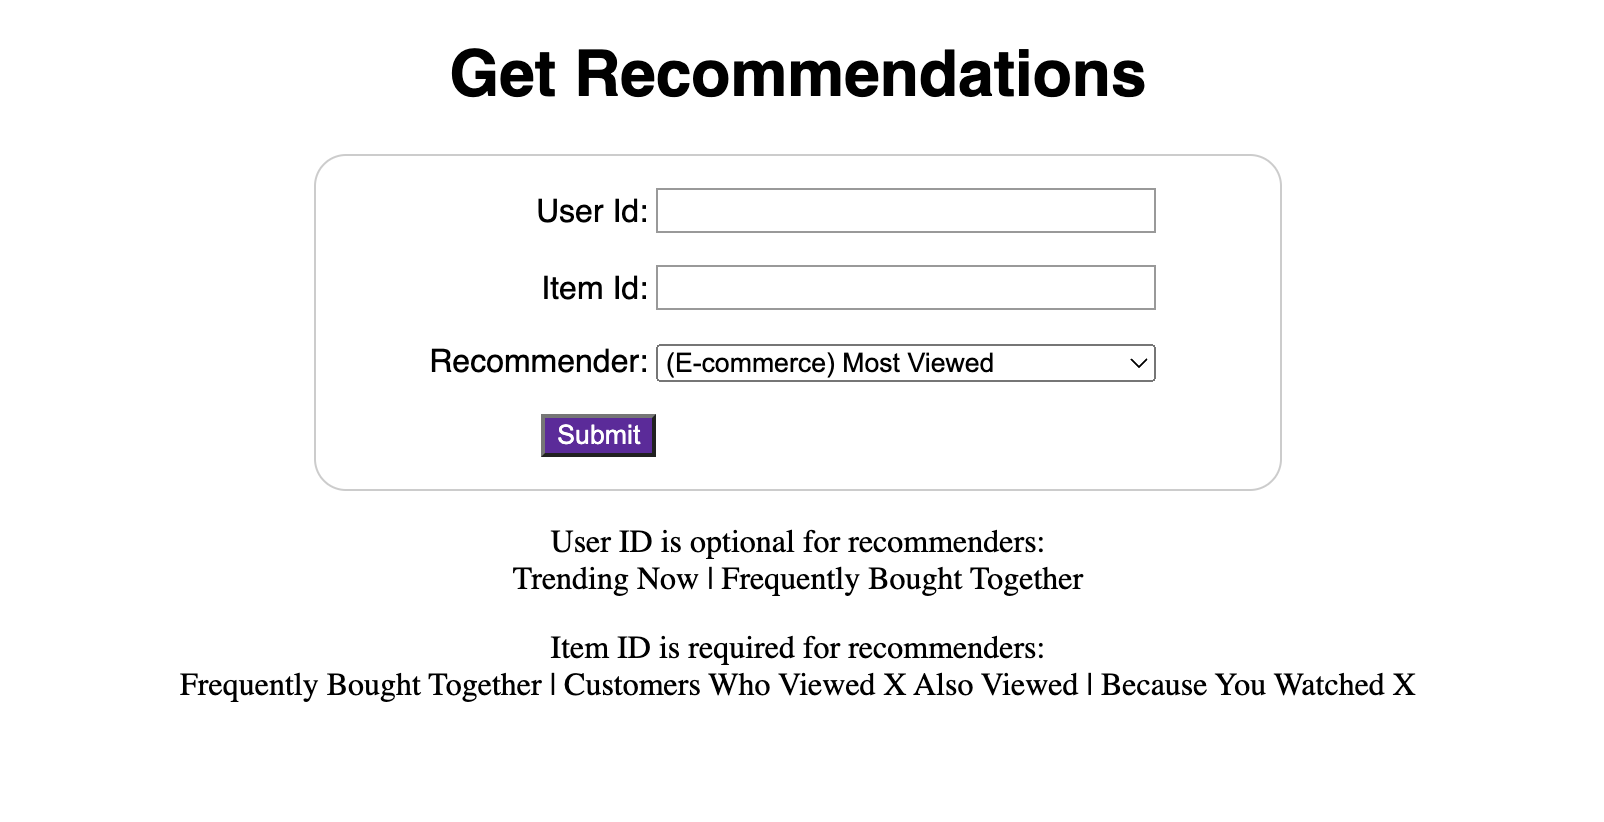 Get Recommendations
User Id:
Item Id:
Recommender: (E-commerce) Most Viewed
Submit
User ID is optional for recommenders:
Trending Now | Frequently Bought Together
Item ID is required for recommenders:
Frequently Bought Together | Customers Who Viewed X Also Viewed | Because You Watched X